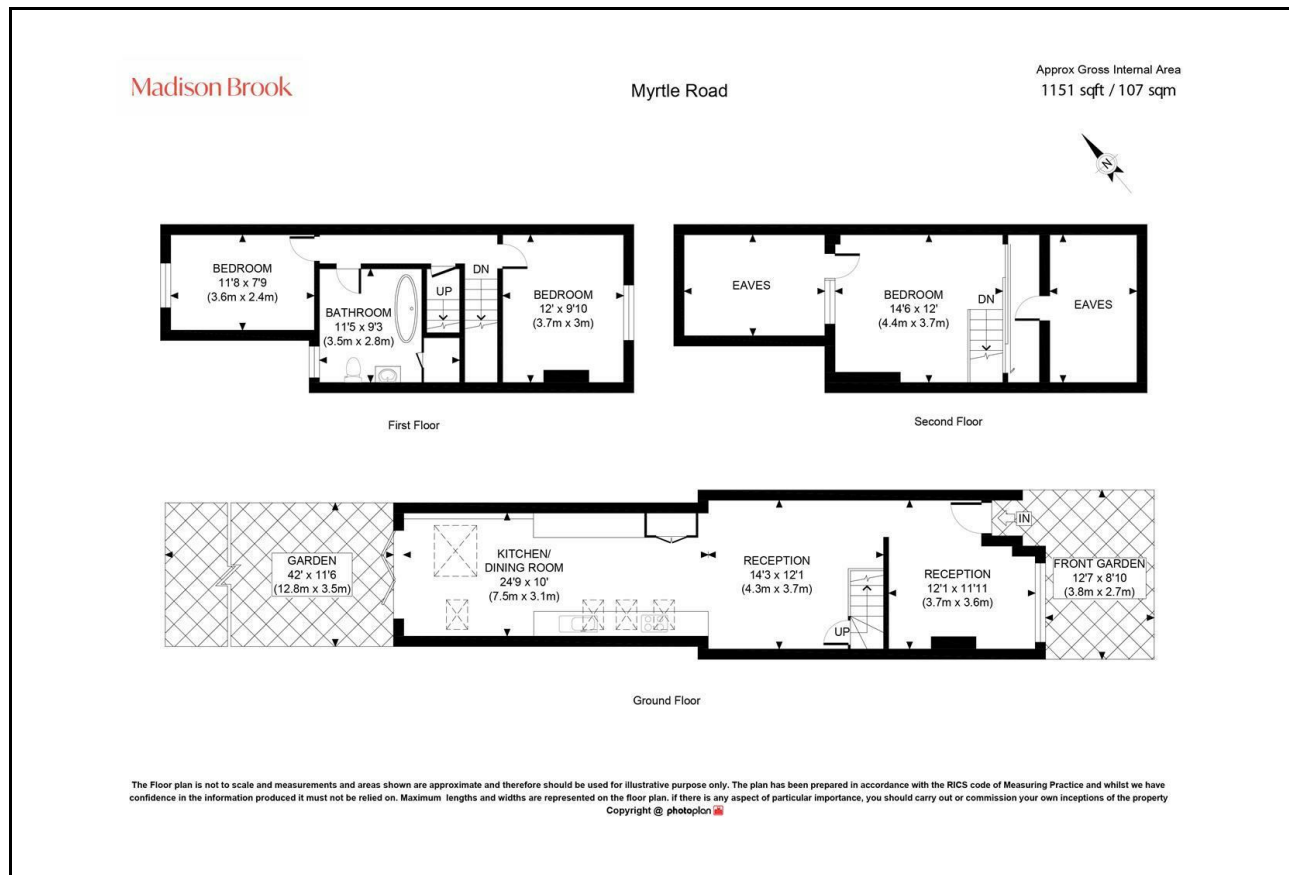 Madison Brook
Myrtle Road
Approx Gross Internal Area
1151 sqft / 107 sqm
N
BEDROOM
11'8 x 7'9
(3.6m x 2.4m)
BATHROOM
11'5 x 9'3
(3.5m x 2.8m)
UP
DN
BEDROOM
12' x 9'10
(3.7m x 3m)
First Floor
EAVES
BEDROOM
14'6 x 12'
(4.4m x 3.7m)
DN
EAVES
Second Floor
GARDEN
42' x 11'6
(12.8m x 3.5m)
KITCHEN/
DINING ROOM
24'9 x 10'
(7.5m x 3.1m)
RECEPTION
14'3 x 12'1
(4.3m x 3.7m)
UP
RECEPTION
12'1 x 11'11
(3.7m x 3.6m)
IN
FRONT GARDEN
12'7 x 8'10
(3.8m x 2.7m)
Ground Floor
The Floor plan is not to scale and measurements and areas shown are approximate and therefore should be used for illustrative purpose only. The plan has been prepared in accordance with the RICS code of Measuring Practice and whilst we have
confidence in the information produced it must not be relied on. Maximum lengths and widths are represented on the floor plan. if there is any aspect of particular importance, you should carry out or commission your own inceptions of the property
Copyright @ photoplan